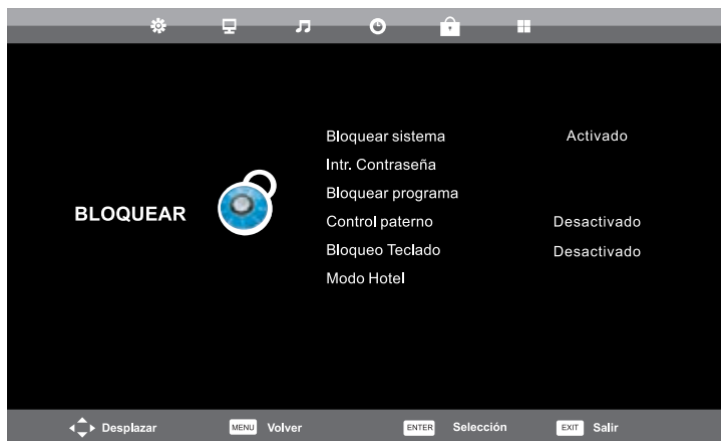 Bloquear sistema Activado
Intr. Contraseña
Bloquear programa
BLOQUEAR
Control paterno Desactivado
Bloqueo Teclado Desactivado
Modo Hotel
Desplazar MENU Volver ENTER Selección EXIT Salir